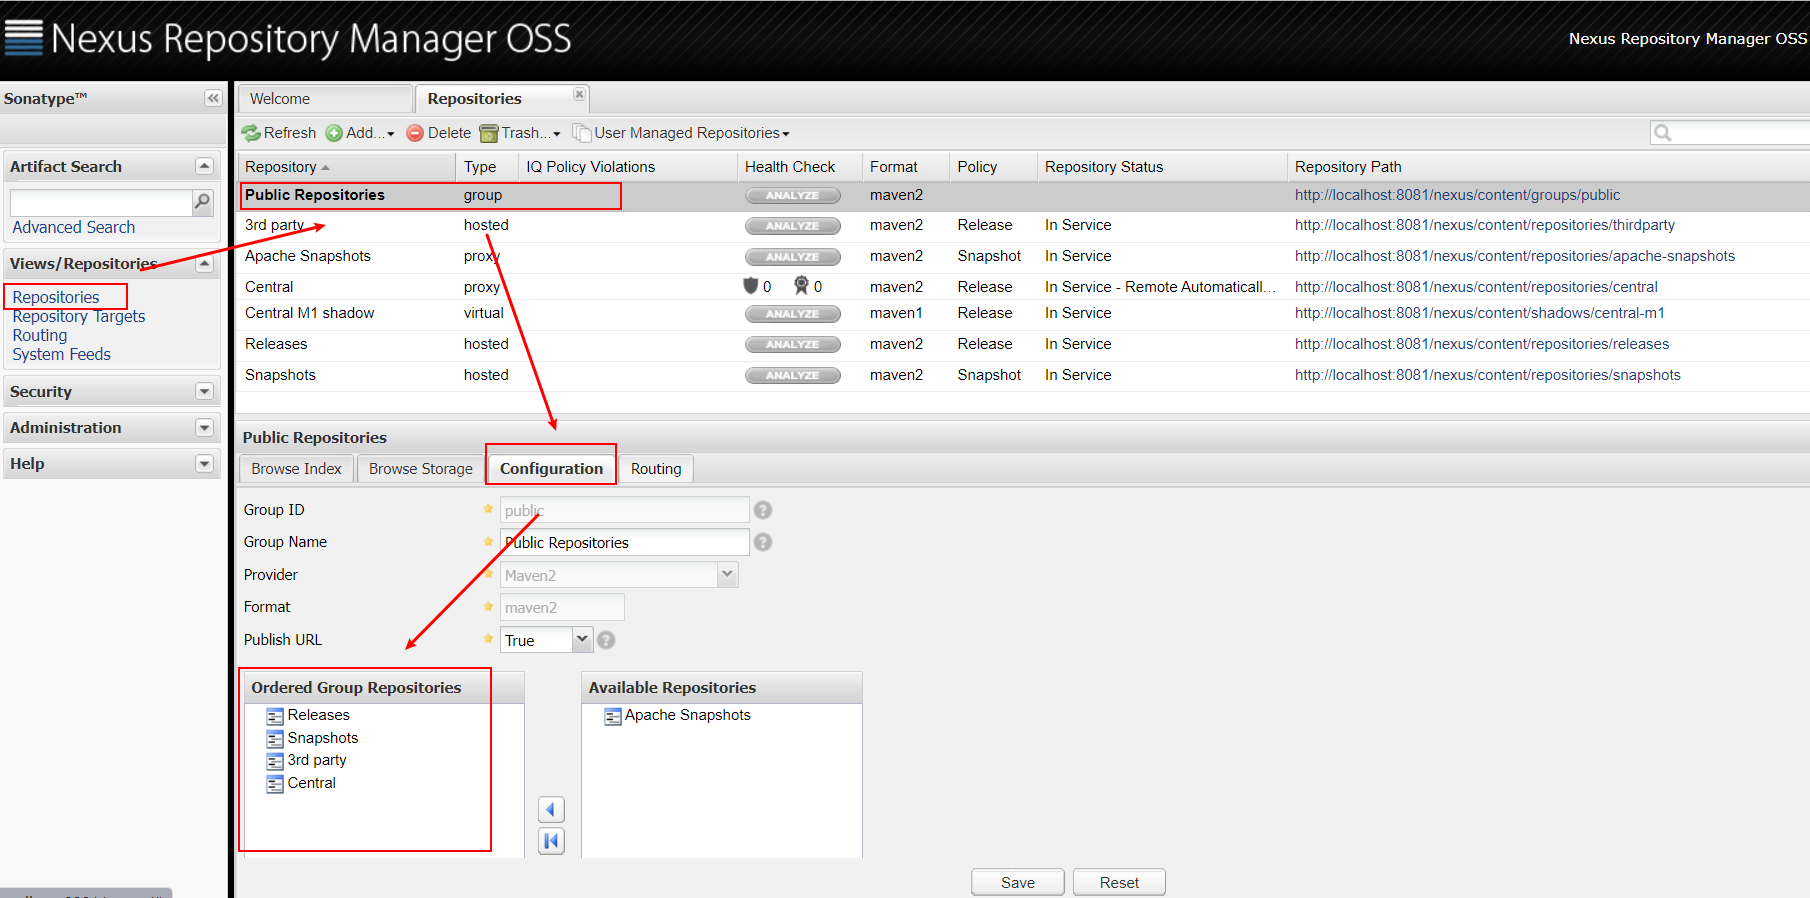 Nexus Repository Manager OSS
Nexus Repository Manager OSS
Sonatype™
Artifact Search
Advanced Search
Views/Repositories
Repositories
Repository Targets
Routing
System Feeds
Security
Administration
Help
Welcome
Repositories
Refresh Add... Delete Trash... User Managed Repositories
Repository Type IQ Policy Violations Health Check Format Policy Repository Status Repository Path
Public Repositories group ANALYZE maven2 http://localhost:8081/nexus/content/groups/public
3rd party hosted ANALYZE maven2 Release In Service http://localhost:8081/nexus/content/repositories/thirdparty
Apache Snapshots proxy ANALYZE maven2 Snapshot In Service http://localhost:8081/nexus/content/repositories/apache-snapshots
Central proxy 0 0 maven2 Release In Service - Remote Automaticall... http://localhost:8081/nexus/content/repositories/central
Central M1 shadow virtual ANALYZE maven1 Release In Service http://localhost:8081/nexus/content/shadows/central-m1
Releases hosted ANALYZE maven2 Release In Service http://localhost:8081/nexus/content/repositories/releases
Snapshots hosted ANALYZE maven2 Snapshot In Service http://localhost:8081/nexus/content/repositories/snapshots
Public Repositories
Browse Index Browse Storage Configuration Routing
Group ID public ?
Group Name Public Repositories ?
Provider Maven2
Format maven2
Publish URL True ?
Ordered Group Repositories
Releases
Snapshots
3rd party
Central
Available Repositories
Apache Snapshots
Save Reset